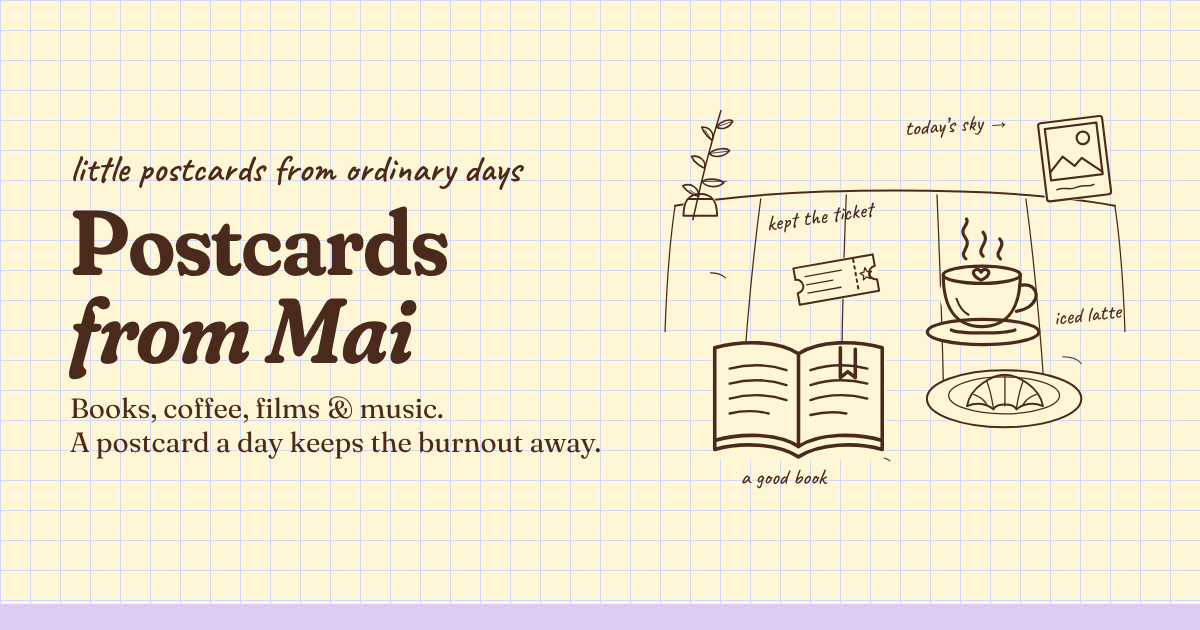 little postcards from ordinary days
Postcards
from Mai
Books, coffee, films & music.
A postcard a day keeps the burnout away.
today's sky →
kept the ticket
iced latte
a good book